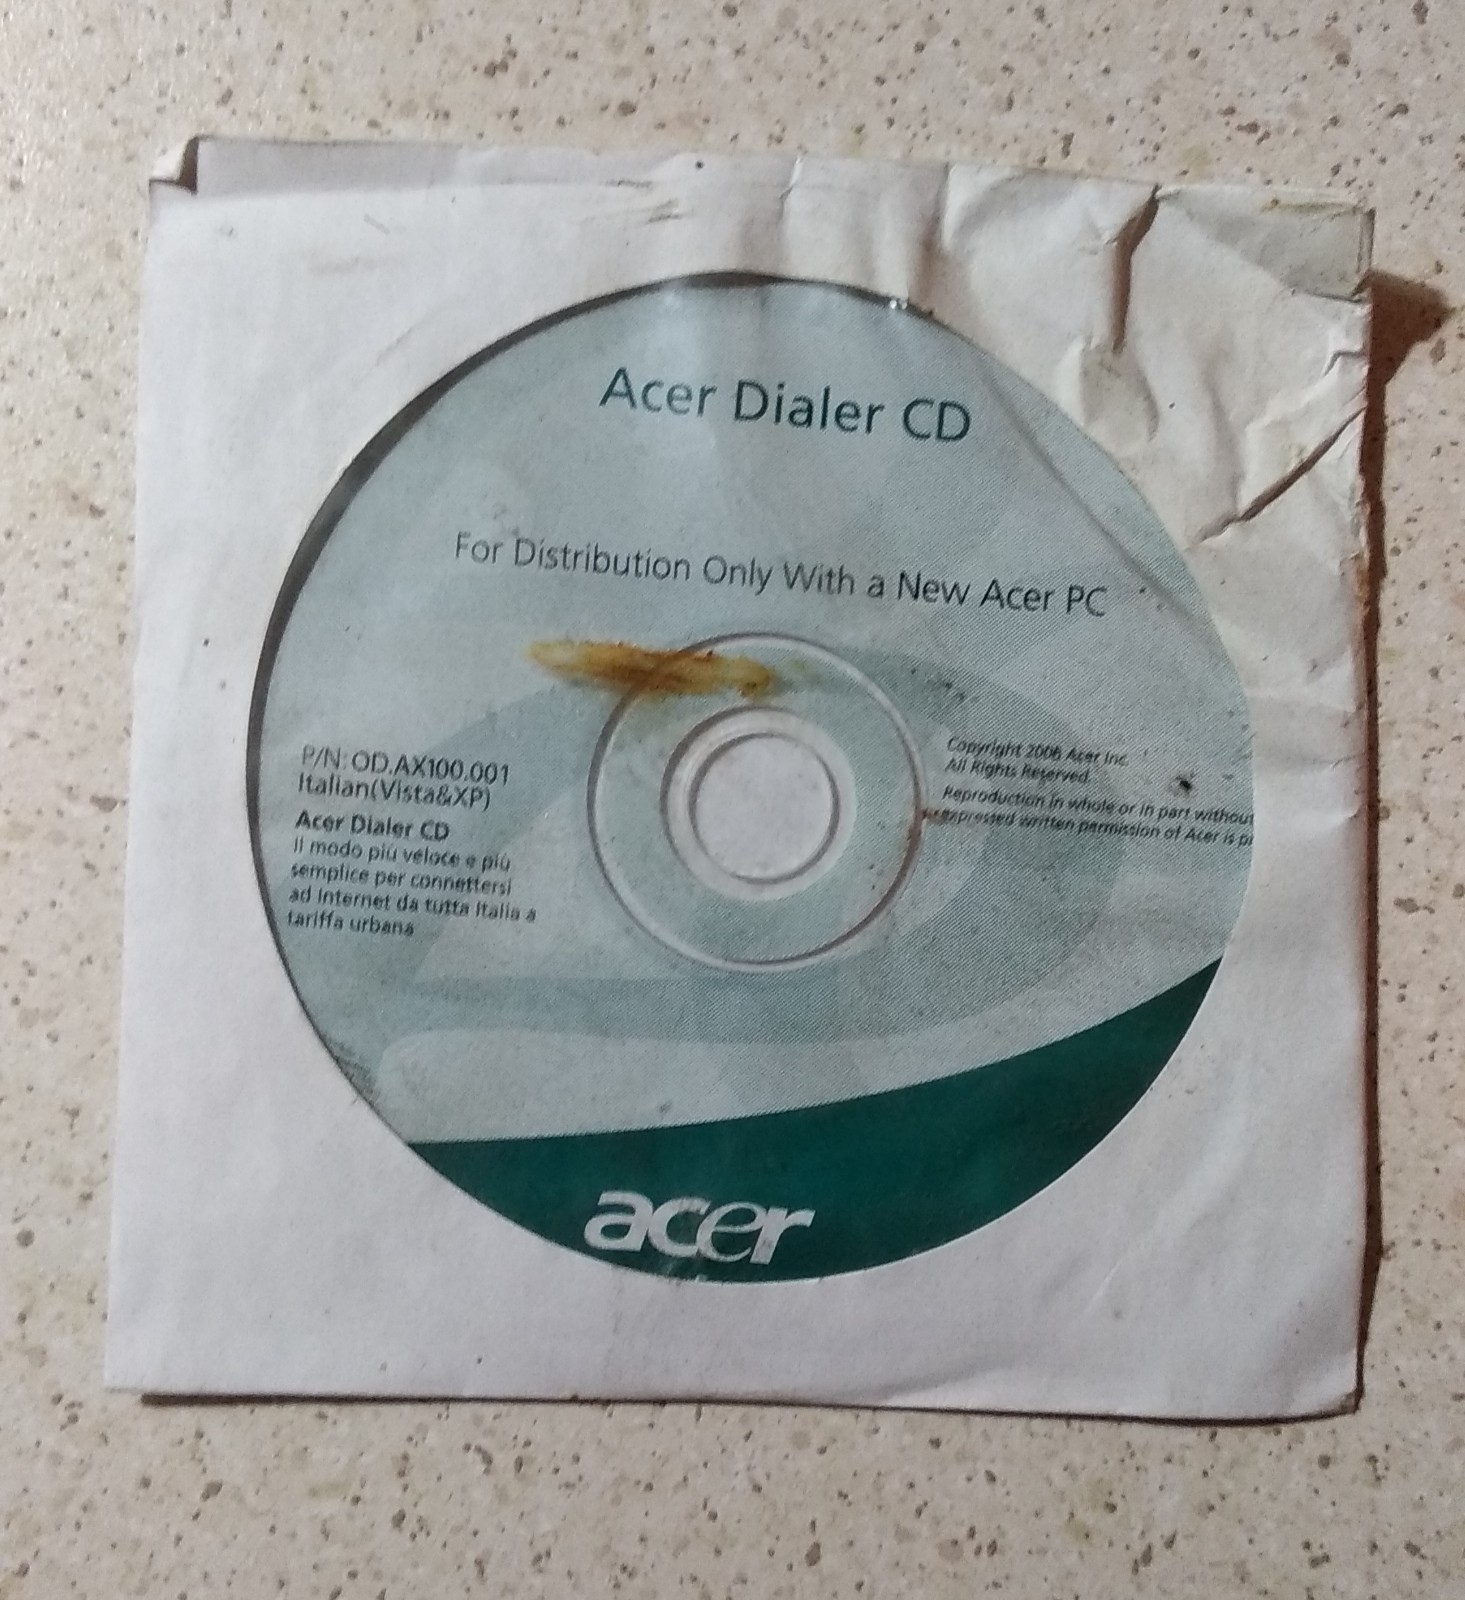 Acer Dialer CD
For Distribution Only With a New Acer PC
P/N: OD.AX100.001
Italian(Vista&XP)
Acer Dialer CD
Il modo più veloce e più
semplice per connettersi
ad Internet da tutta Italia a
tariffa urbana
Copyright 2006 Acer Inc.
All Rights Reserved.
Reproduction in whole or in part without
expressed written permission of Acer is
acer